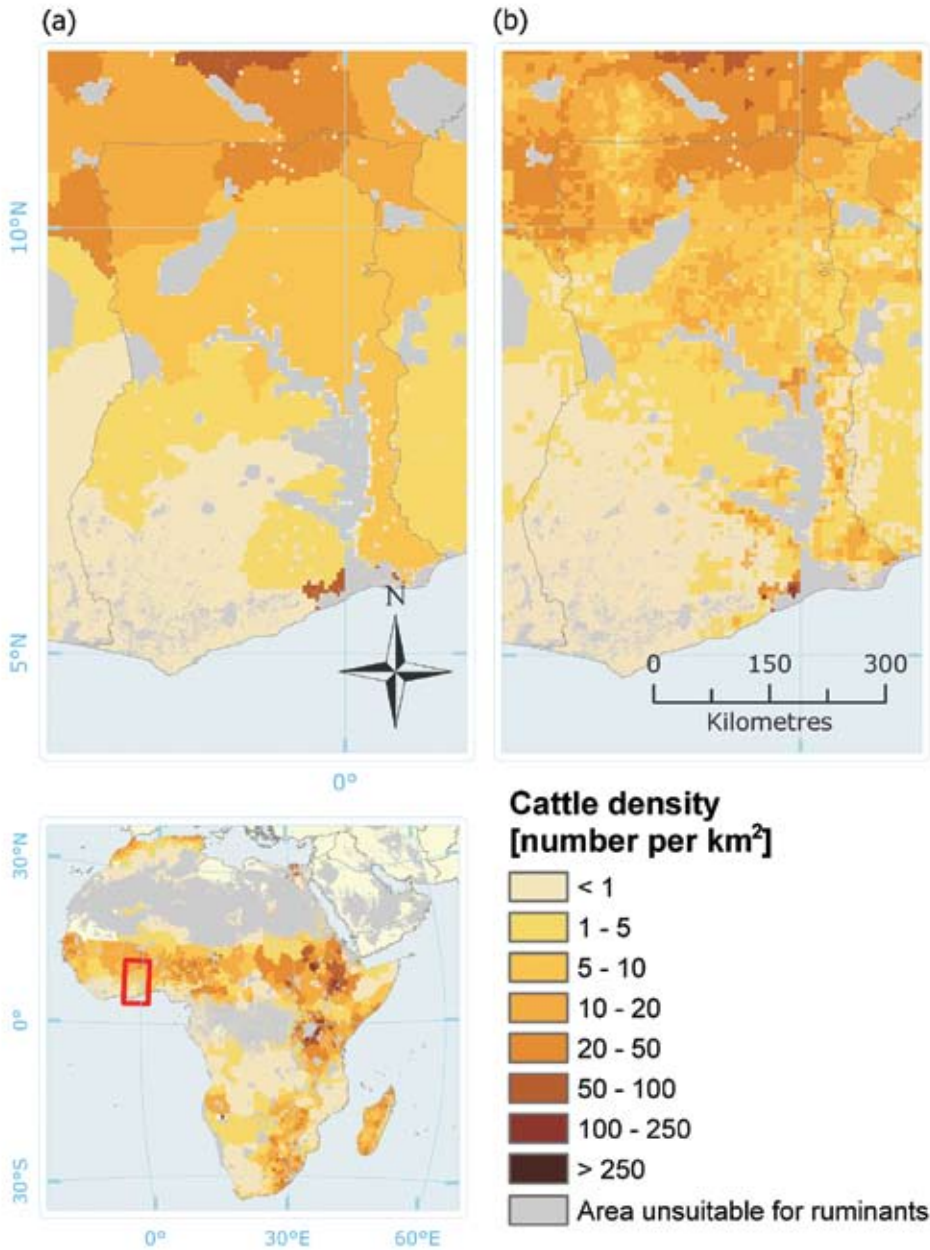 (a)
(b)
10°N
5°N
N
0 150 300
Kilometres
0°
30°N
0°
30°S
0° 30°E 60°E
Cattle density
[number per km²]
< 1
1 - 5
5 - 10
10 - 20
20 - 50
50 - 100
100 - 250
> 250
Area unsuitable for ruminants